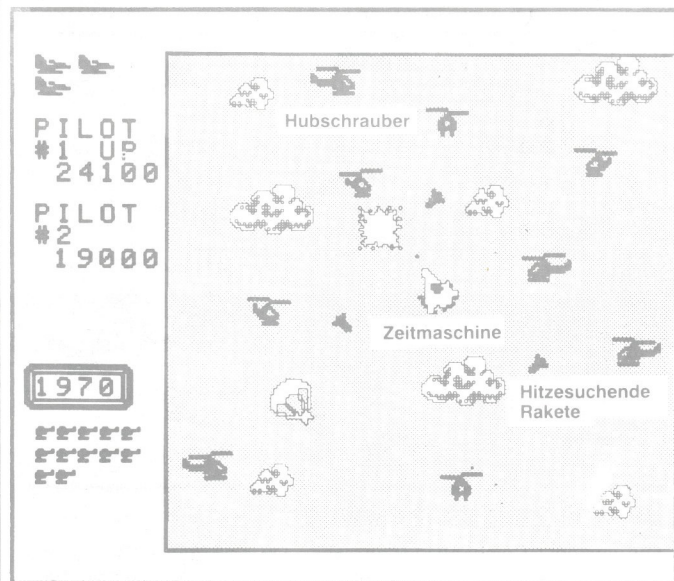 PILOT
#1 UP
24100
PILOT
#2
19000
1970
Hubschrauber
Zeitmaschine
Hitzesuchende
Rakete